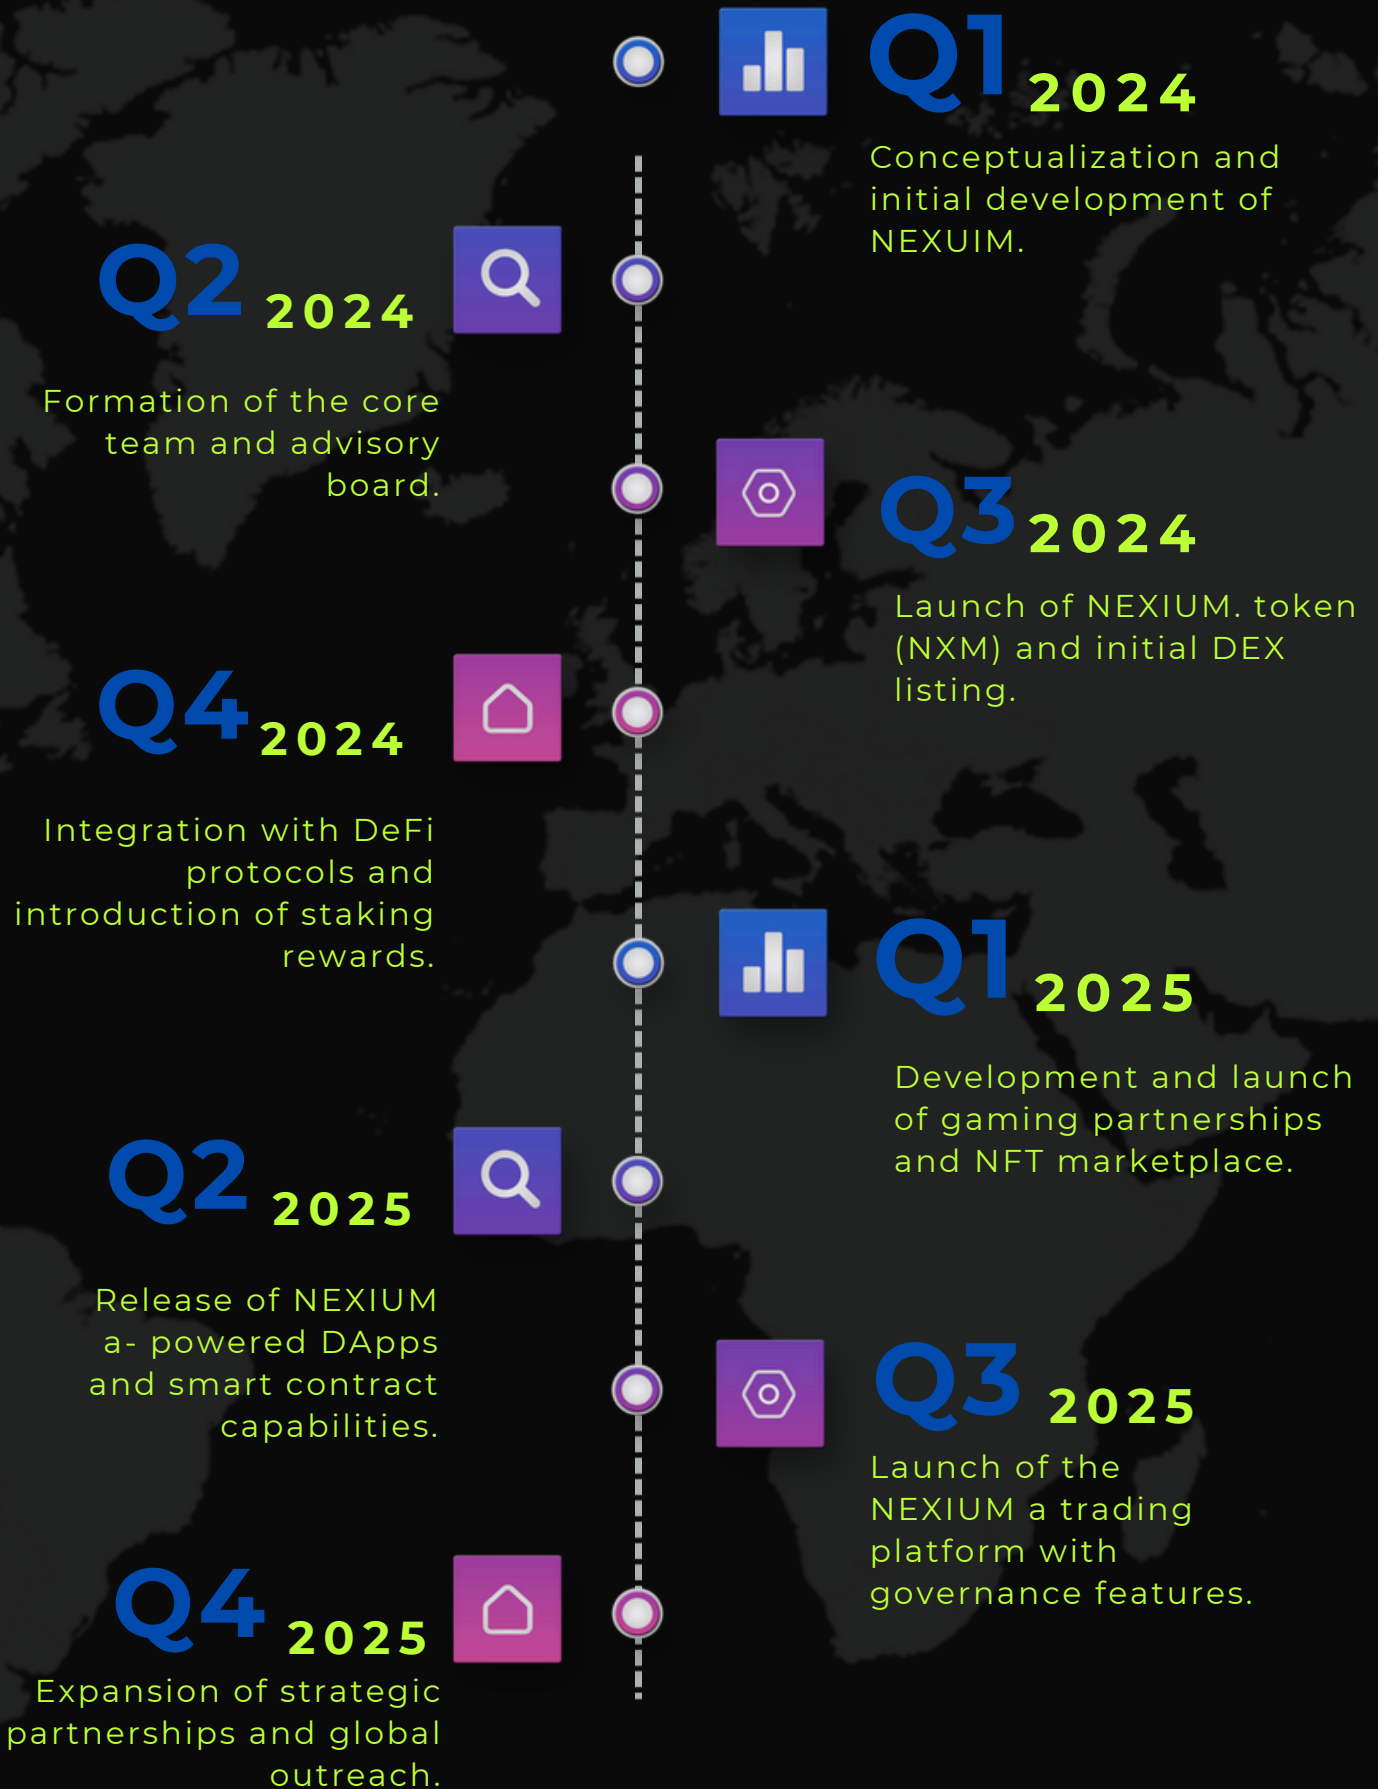 Q1 2024
Conceptualization and
initial development of
NEXUIM.
Q2 2024
Formation of the core
team and advisory
board.
Q3 2024
Launch of NEXIUM. token
(NXM) and initial DEX
listing.
Q4 2024
Integration with DeFi
protocols and
introduction of staking
rewards.
Q1 2025
Development and launch
of gaming partnerships
and NFT marketplace.
Q2 2025
Release of NEXIUM
a- powered DApps
and smart contract
capabilities.
Q3 2025
Launch of the
NEXIUM a trading
platform with
governance features.
Q4 2025
Expansion of strategic
partnerships and global
outreach.